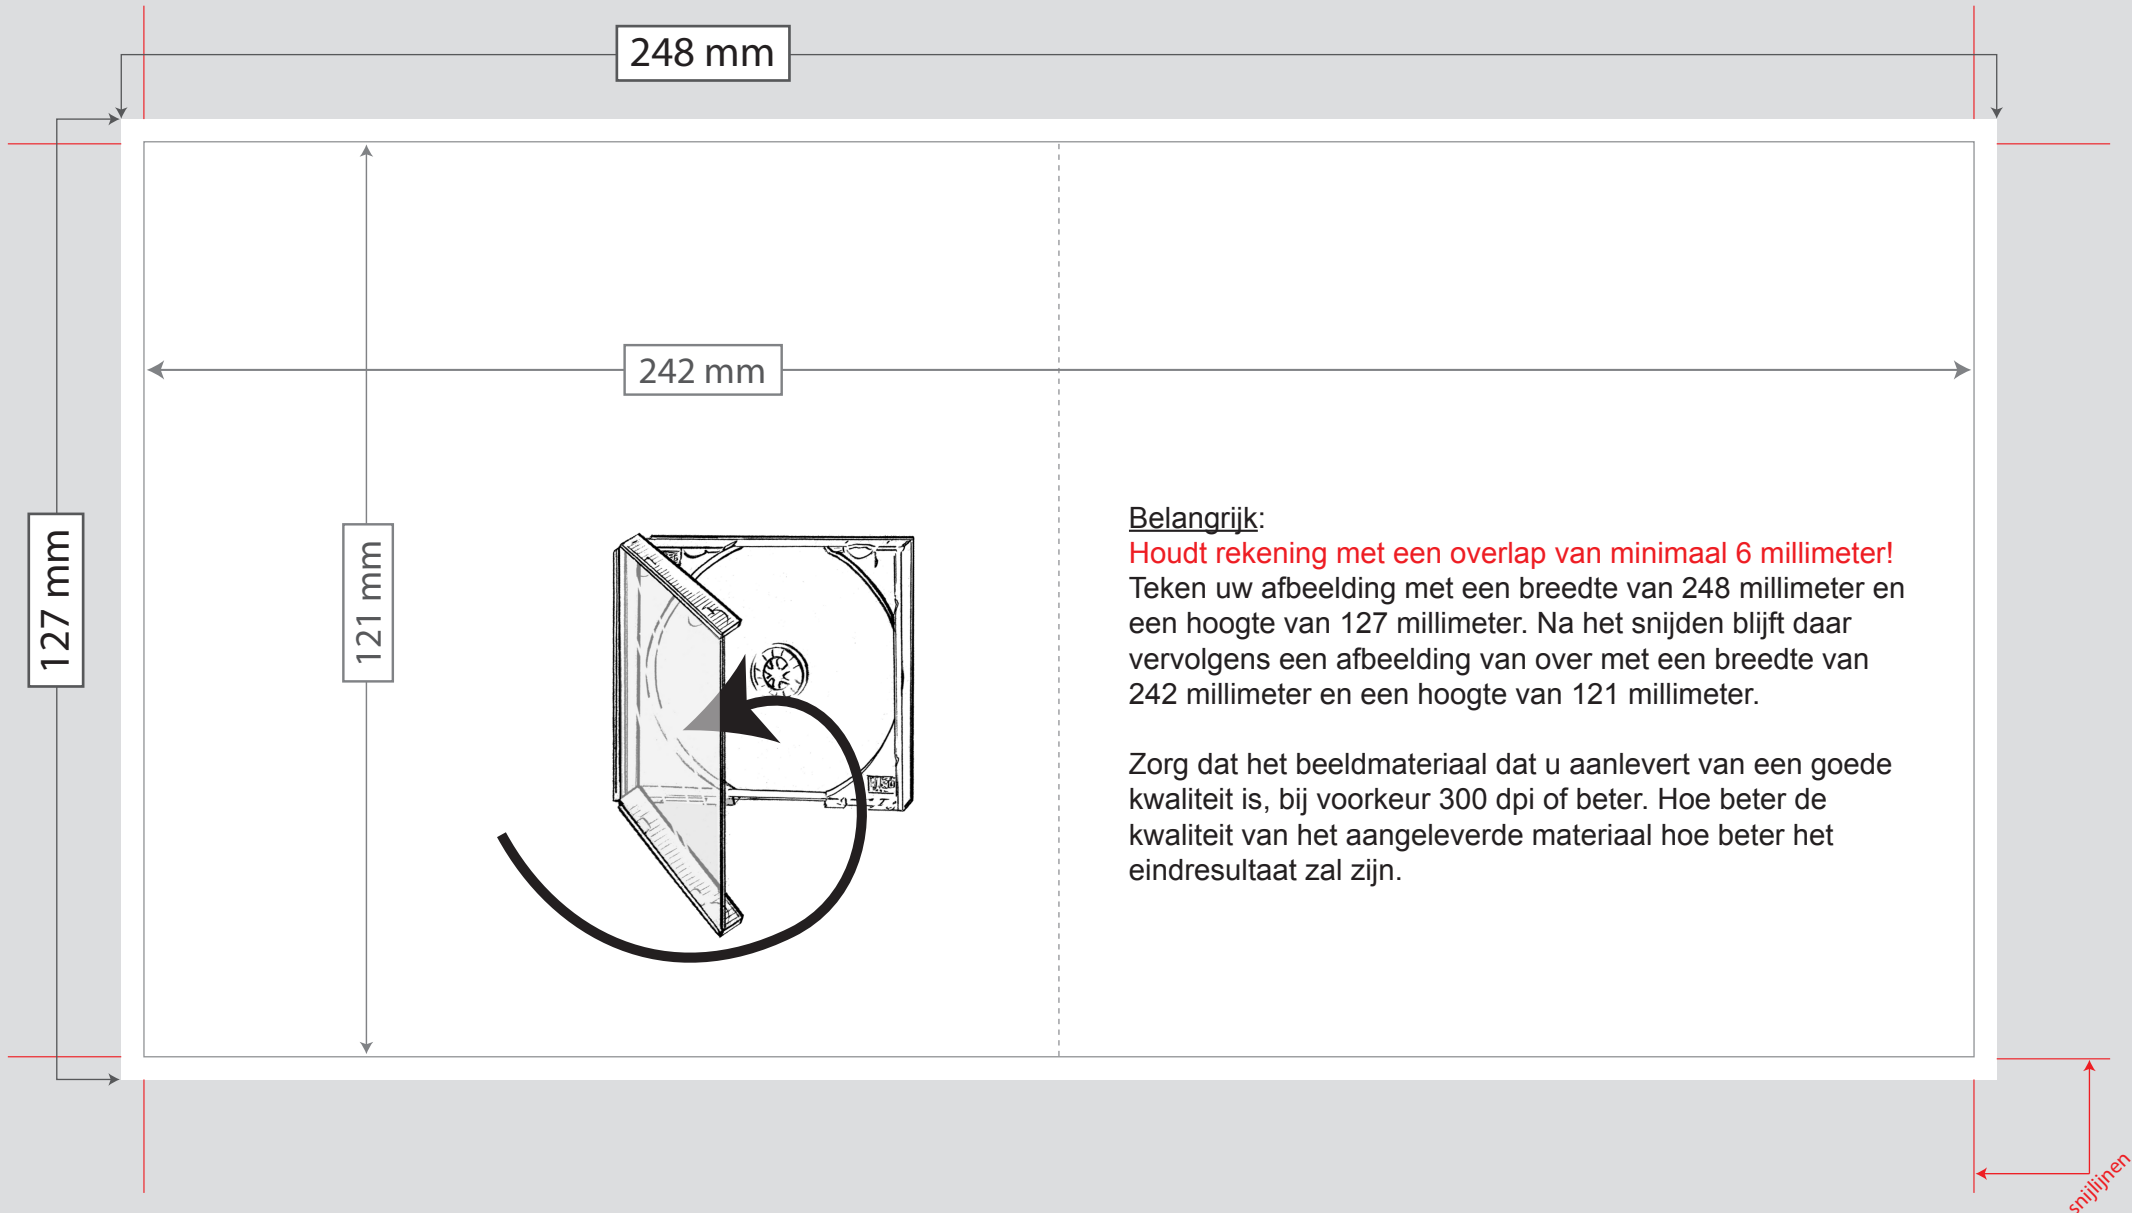 248 mm
127 mm
121 mm
242 mm
Belangrijk:
Houdt rekening met een overlap van minimaal 6 millimeter!
Teken uw afbeelding met een breedte van 248 millimeter en
een hoogte van 127 millimeter. Na het snijden blijft daar
vervolgens een afbeelding van over met een breedte van
242 millimeter en een hoogte van 121 millimeter.
Zorg dat het beeldmateriaal dat u aanlevert van een goede
kwaliteit is, bij voorkeur 300 dpi of beter. Hoe beter de
kwaliteit van het aangeleverde materiaal hoe beter het
eindresultaat zal zijn.
snijlijnen